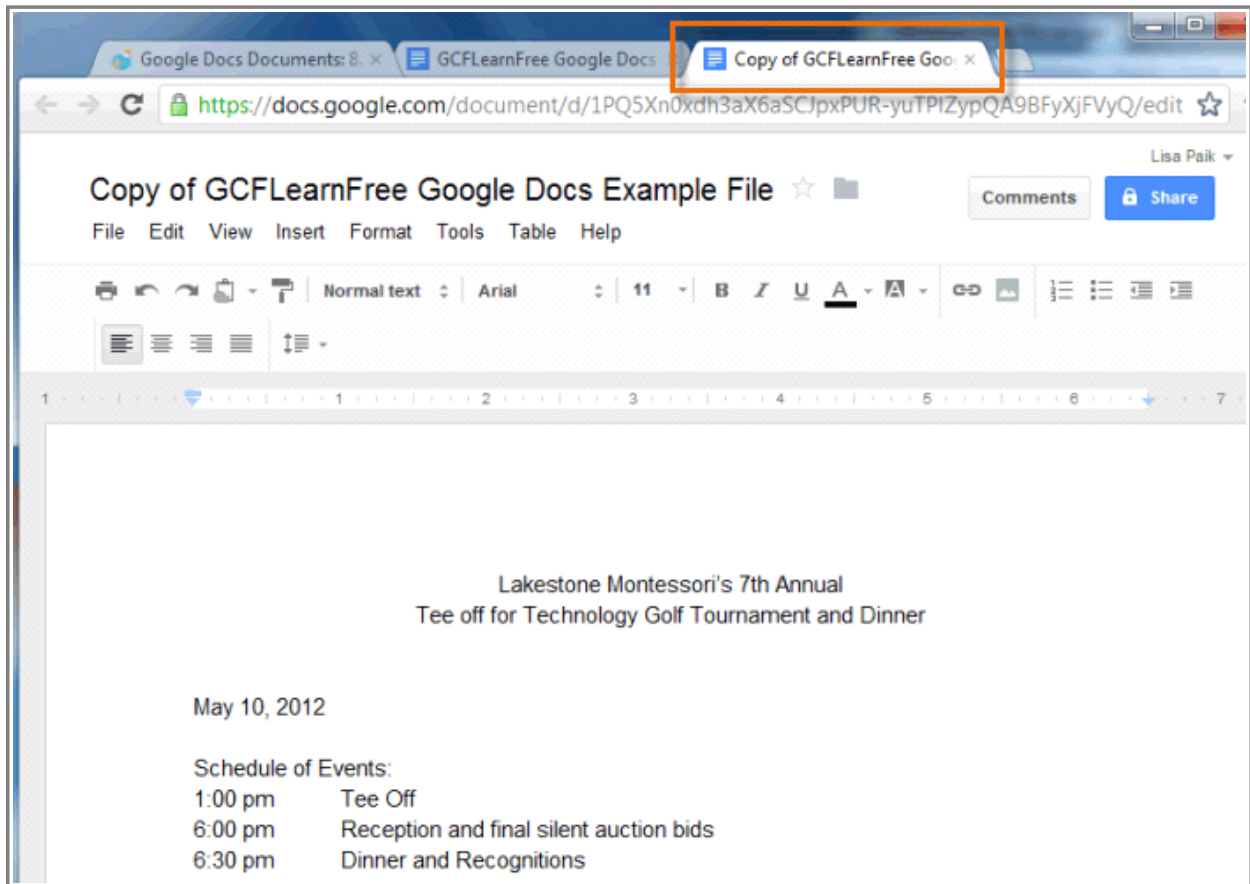 Google Docs Documents: 8. GCFLearnFree Google Docs Copy of GCFLearnFree Goo
https://docs.google.com/document/d/1PQ5Xn0xdh3aX6aSCJpxPUR-yuTPIZypQA9BFyXjFVyQ/edit
Lisa Paik
Copy of GCFLearnFree Google Docs Example File
Comments Share
File Edit View Insert Format Tools Table Help
Normal text Arial 11 B I U A A
1 1 2 3 4 5 6 7
Lakestone Montessori's 7th Annual
Tee off for Technology Golf Tournament and Dinner
May 10, 2012
Schedule of Events:
1:00 pm Tee Off
6:00 pm Reception and final silent auction bids
6:30 pm Dinner and Recognitions